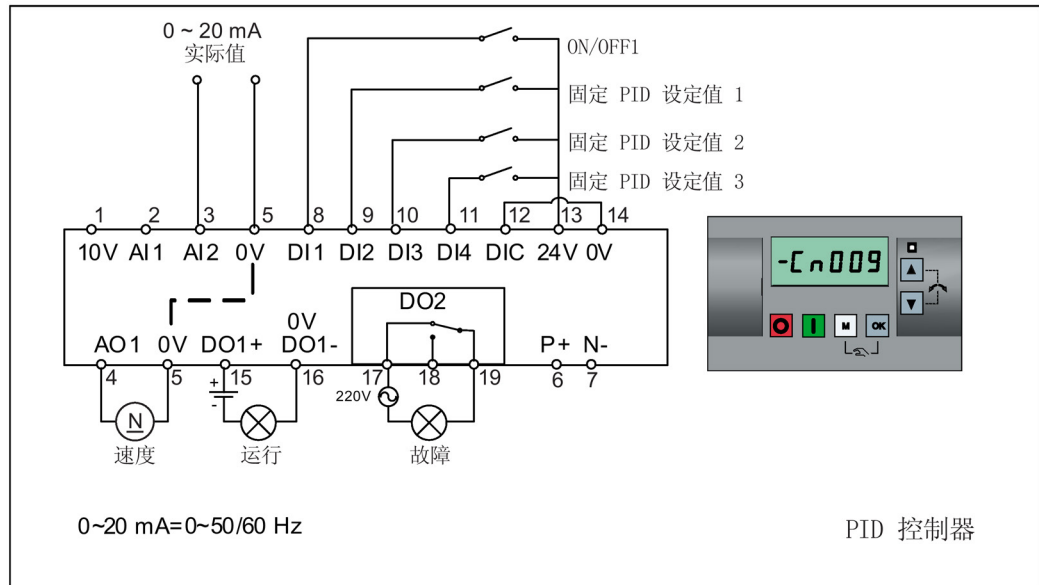 0 ~ 20 mA
实际值
ON/OFF1
固定 PID 设定值 1
固定 PID 设定值 2
固定 PID 设定值 3
1 2 3 5 8 9 10 11 12 13 14
10V AI1 AI2 0V DI1 DI2 DI3 DI4 DIC 24V 0V
-Cn009
M OK
DO2
0V
AO1 0V DO1+ DO1- P+ N-
4 5 15 16 17 18 19 6 7
+
-
220V
N
速度 运行 故障
0~20 mA=0~50/60 Hz
PID 控制器